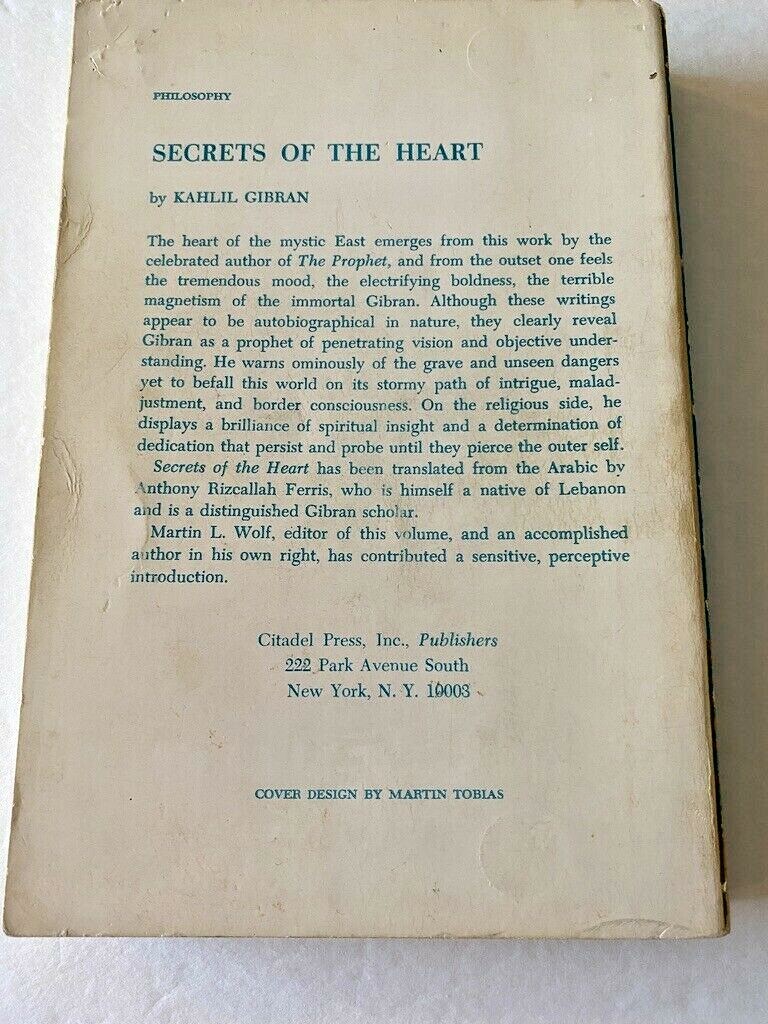 PHILOSOPHY
SECRETS OF THE HEART
by KAHLIL GIBRAN
The heart of the mystic East emerges from this work by the
celebrated author of The Prophet, and from the outset one feels
the tremendous mood, the electrifying boldness, the terrible
magnetism of the immortal Gibran. Although these writings
appear to be autobiographical in nature, they clearly reveal
Gibran as a prophet of penetrating vision and objective under-
standing. He warns ominously of the grave and unseen dangers
yet to befall this world on its stormy path of intrigue, malad-
justment, and border consciousness. On the religious side, he
displays a brilliance of spiritual insight and a determination of
dedication that persist and probe until they pierce the outer self.
Secrets of the Heart has been translated from the Arabic by
Anthony Rizcallah Ferris, who is himself a native of Lebanon
and is a distinguished Gibran scholar.
Martin L. Wolf, editor of this volume, and an accomplished
author in his own right, has contributed a sensitive, perceptive
introduction.
Citadel Press, Inc., Publishers
222 Park Avenue South
New York, N. Y. 10003
COVER DESIGN BY MARTIN TOBIAS